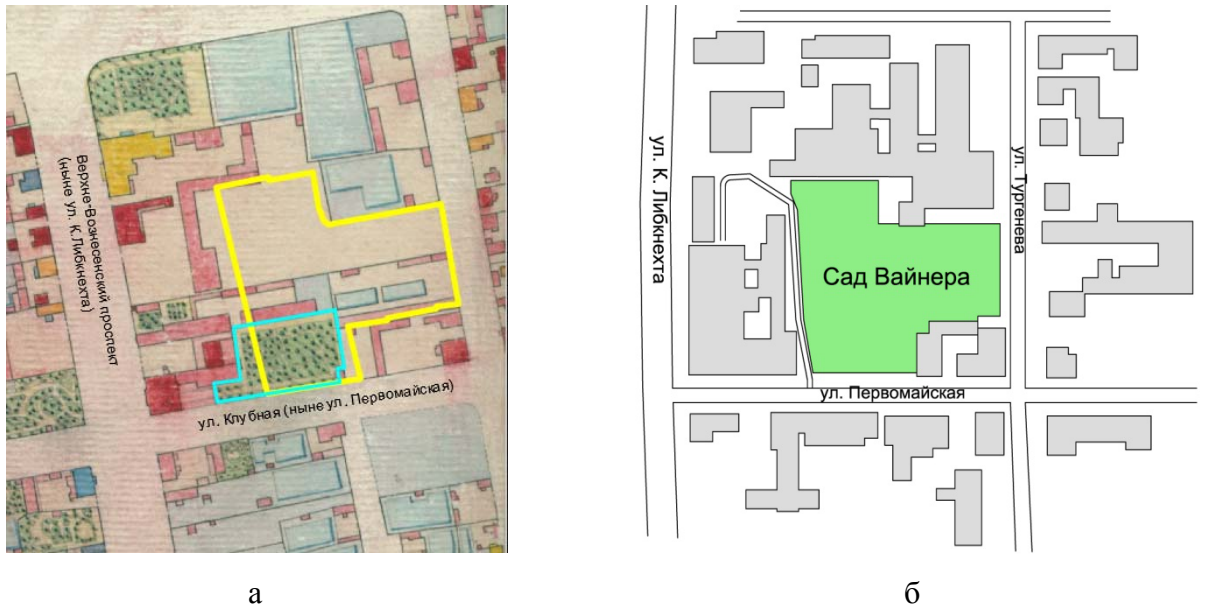 Верхне-Вознесенский проспект
(ныне ул. К.Либкнехта)
ул. Клубная (ныне ул. Первомайская)
а
ул. К. Либкнехта
ул. Тургенева
Сад Вайнера
ул. Первомайская
б